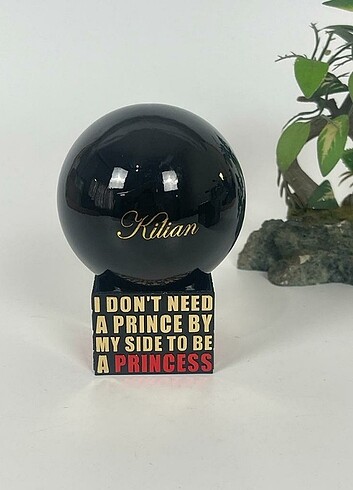 Kilian
I DON'T NEED
A PRINCE BY
MY SIDE TO BE
A PRINCESS